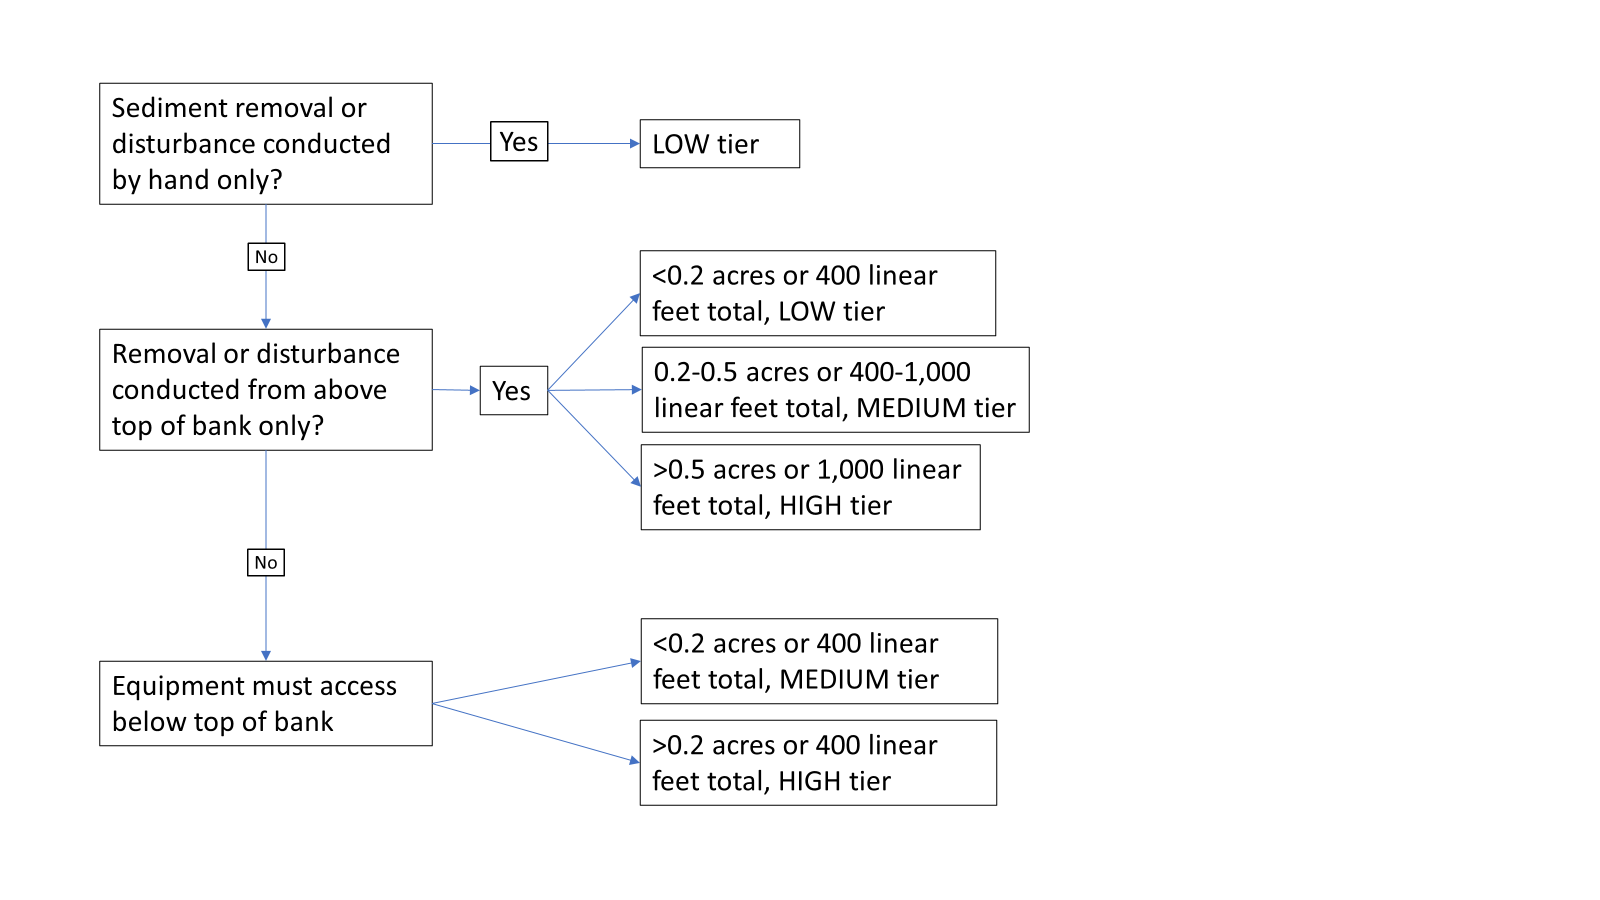 Sediment removal or
disturbance conducted
by hand only?
Yes
LOW tier
No
Removal or disturbance
conducted from above
top of bank only?
Yes
<0.2 acres or 400 linear
feet total, LOW tier
0.2-0.5 acres or 400-1,000
linear feet total, MEDIUM tier
>0.5 acres or 1,000 linear
feet total, HIGH tier
No
Equipment must access
below top of bank
<0.2 acres or 400 linear
feet total, MEDIUM tier
>0.2 acres or 400 linear
feet total, HIGH tier